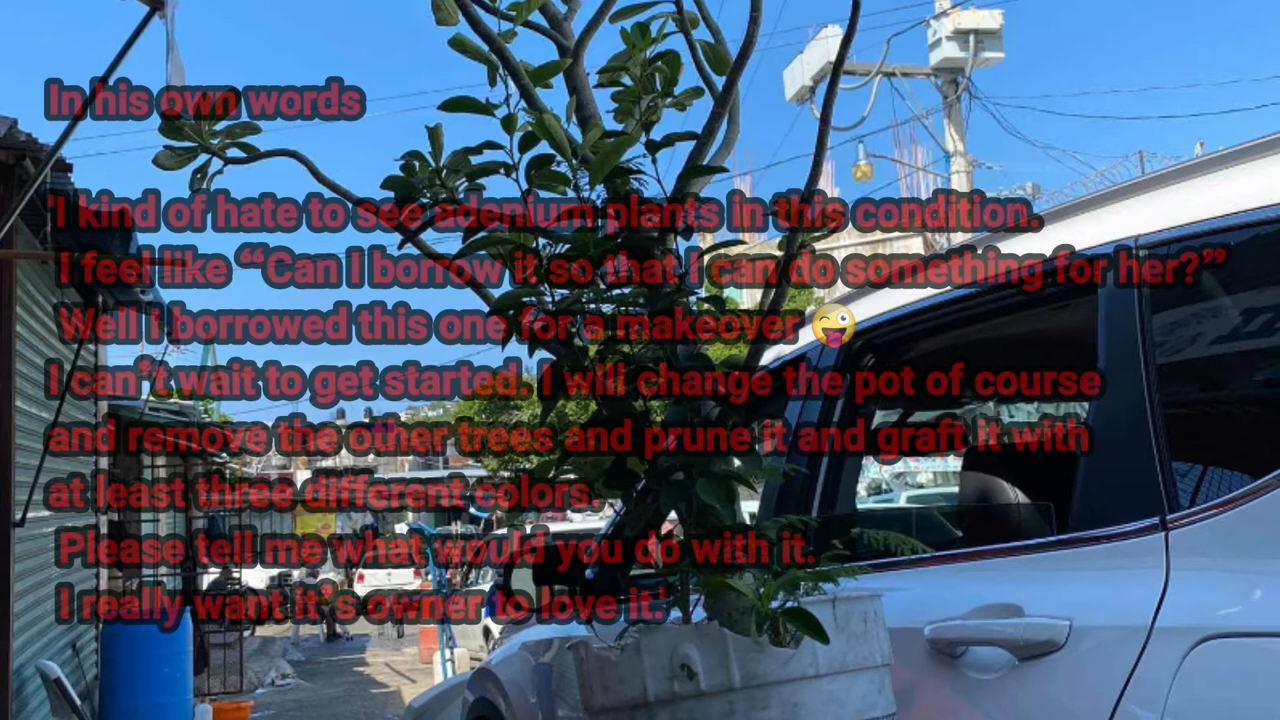 In his own words
'I kind of hate to see adenium plants in this condition.
I feel like “Can I borrow it so that I can do something for her?”
Well i borrowed this one for a makeover 😜
I can’t wait to get started. I will change the pot of course
and remove the other trees and prune it and graft it with
at least three different colors.
Please tell me what would you do with it.
I really want it’s owner to love it.'